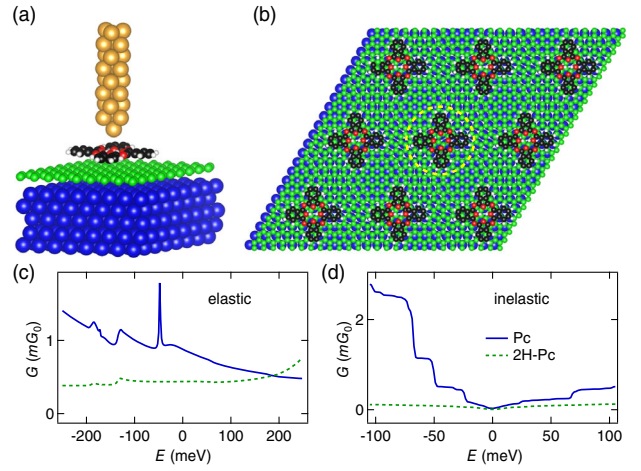 (a)
(b)
(c)
elastic
G (mG0)
1
0
-200 -100 0 100 200
E (meV)
(d)
inelastic
Pc
2H-Pc
G (mG0)
2
0
-100 -50 0 50 100
E (meV)